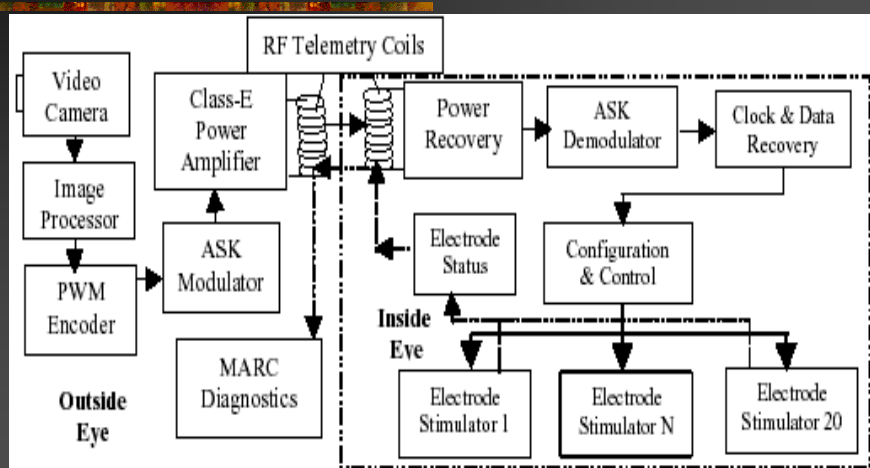 RF Telemetry Coils
Video
Camera
Class-E
Power
Amplifier
Power
Recovery
ASK
Demodulator
Clock & Data
Recovery
Image
Processor
ASK
Modulator
Electrode
Status
Configuration
& Control
PWM
Encoder
Inside
Eye
MARC
Diagnostics
Electrode
Stimulator 1
Electrode
Stimulator N
Electrode
Stimulator 20
Outside
Eye